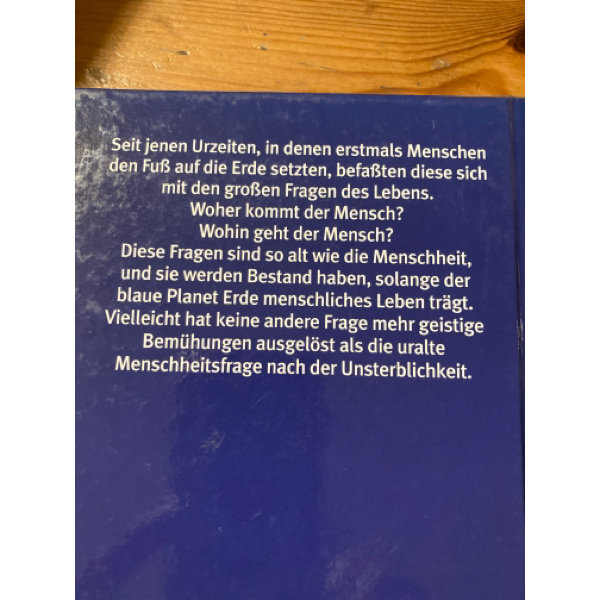 Seit jenen Urzeiten, in denen erstmals Menschen
den Fuß auf die Erde setzten, befaßten diese sich
mit den großen Fragen des Lebens.
Woher kommt der Mensch?
Wohin geht der Mensch?
Diese Fragen sind so alt wie die Menschheit,
und sie werden Bestand haben, solange der
blaue Planet Erde menschliches Leben trägt.
Vielleicht hat keine andere Frage mehr geistige
Bemühungen ausgelöst als die uralte
Menschheitsfrage nach der Unsterblichkeit.